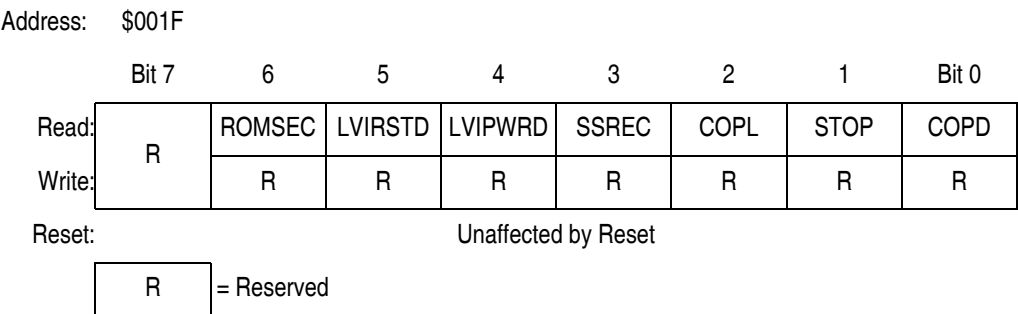 Address: $001F
Bit 7 6 5 4 3 2 1 Bit 0
Read: R ROMSEC LVIRSTD LVIPWRD SSREC COPL STOP COPD
Write: R R R R R R R
Reset: Unaffected by Reset
R = Reserved